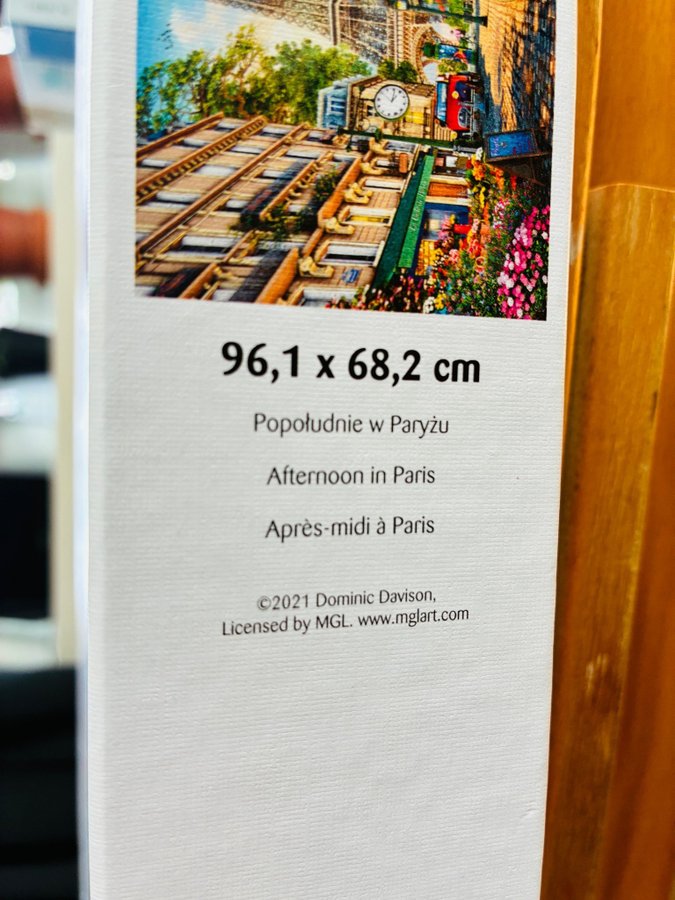 96,1 x 68,2 cm
Popołudnie w Paryżu
Afternoon in Paris
Après-midi à Paris
©2021 Dominic Davison,
Licensed by MGL. www.mglart.com